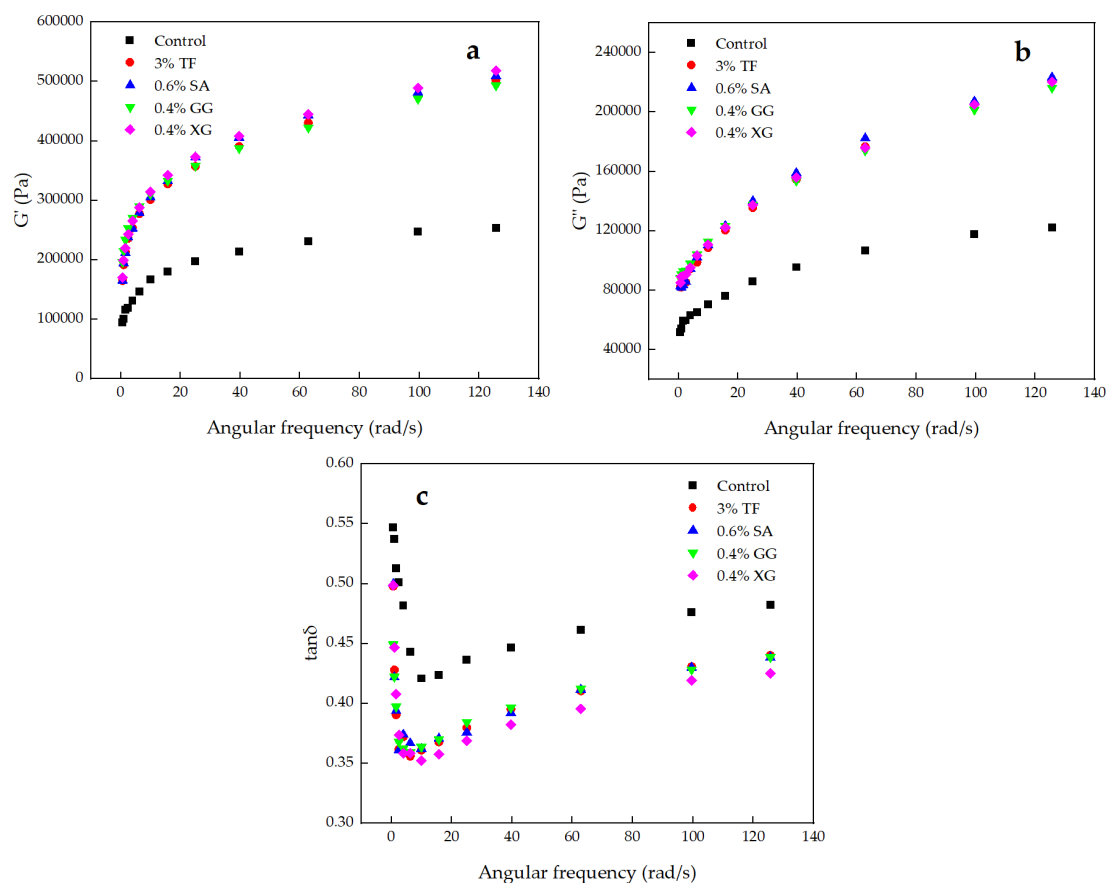 a
Control
3% TF
0.6% SA
0.4% GG
0.4% XG
G' (Pa)
600000
500000
400000
300000
200000
100000
0
0 20 40 60 80 100 120 140
Angular frequency (rad/s)
b
Control
3% TF
0.6% SA
0.4% GG
0.4% XG
G'' (Pa)
240000
200000
160000
120000
80000
40000
0 20 40 60 80 100 120 140
Angular frequency (rad/s)
c
Control
3% TF
0.6% SA
0.4% GG
0.4% XG
tanδ
0.60
0.55
0.50
0.45
0.40
0.35
0.30
0 20 40 60 80 100 120 140
Angular frequency (rad/s)